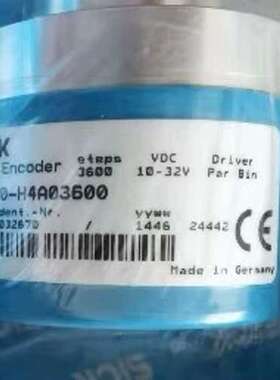 K
Encoder steps VDC Driver
3600 10-32V Par Bin
0-H4A03600
dent.-Nr. yyww
032670 / 1446 24442 CE
Made in Germany
SICK